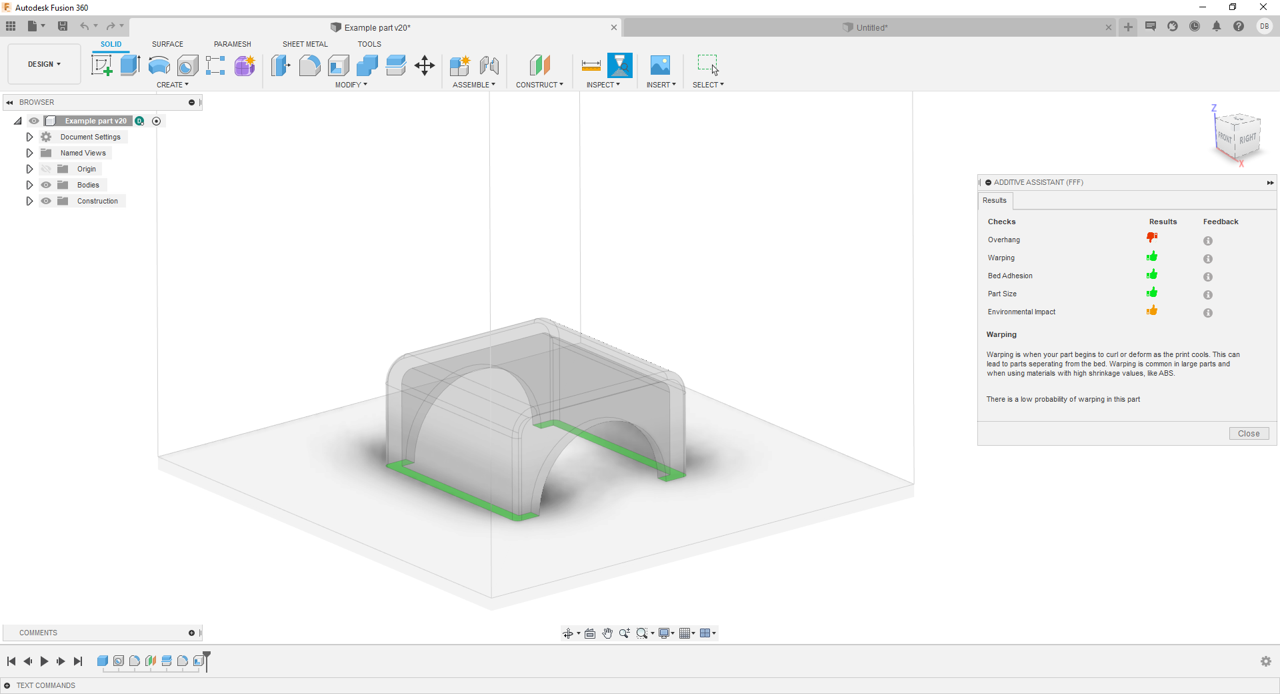 Autodesk Fusion 360
Example part v20*
Untitled*
DB
SOLID
SURFACE
PARAMESH
SHEET METAL
TOOLS
DESIGN
CREATE
MODIFY
ASSEMBLE
CONSTRUCT
INSPECT
INSERT
SELECT
BROWSER
Example part v20
Document Settings
Named Views
Origin
Bodies
Construction
Z
FRONT
RIGHT
X
ADDITIVE ASSISTANT (FFF)
Results
Checks Results Feedback
Overhang
Warping
Bed Adhesion
Part Size
Environmental Impact
Warping
Warping is when your part begins to curl or deform as the print cools. This can
lead to parts seperating from the bed. Warping is common in large parts and
when using materials with high shrinkage values, like ABS.
There is a low probability of warping in this part
Close
COMMENTS
TEXT COMMANDS